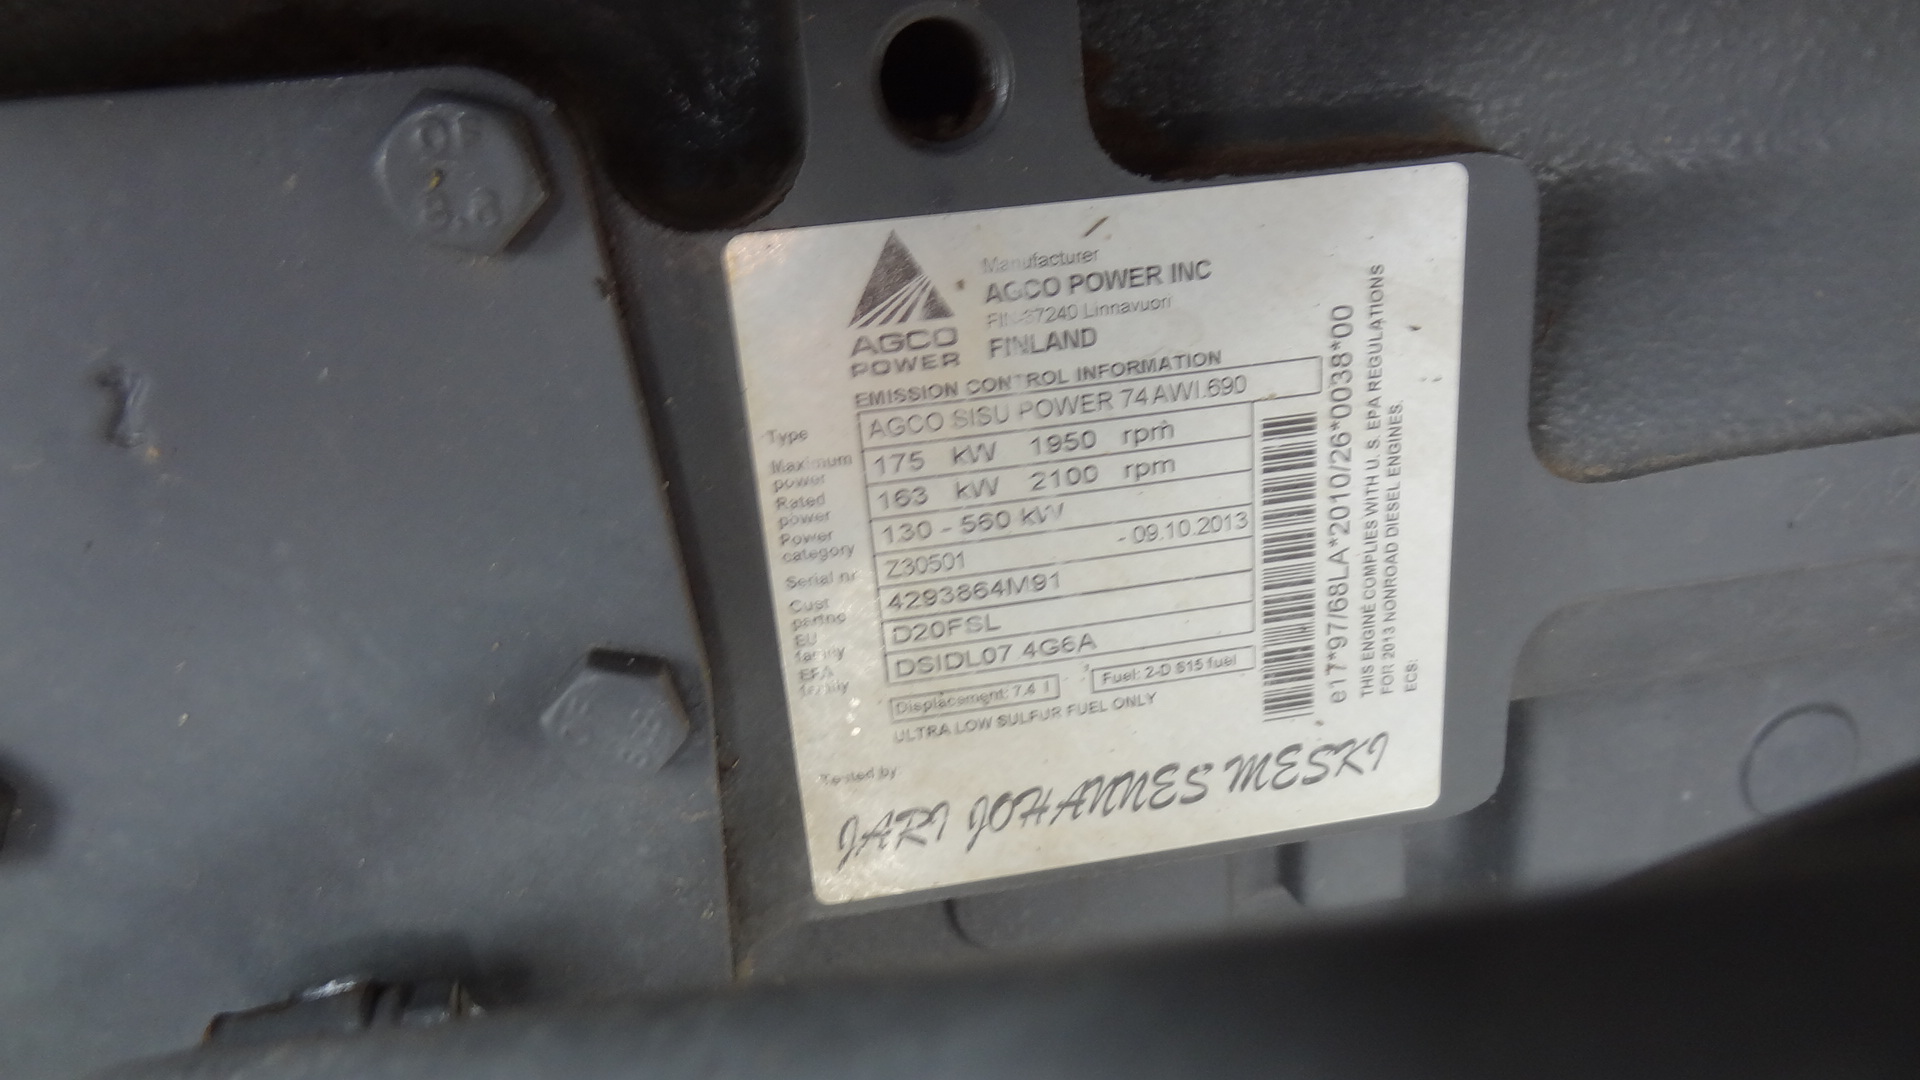 8.8
AGCO
POWER
Manufacturer
AGCO POWER INC
FIN-37240 Linnavuori
FINLAND
EMISSION CONTROL INFORMATION
Type AGCO SISU POWER 74AWI.690
Maximum power 175 kW 1950 rpm
Rated power 163 kW 2100 rpm
Power category 130 - 560 kW
Serial nr Z30501 - 09.10.2013
Cust partno 4293864M91
EU family D20FSL
EPA family DSIDL07.4G6A
Displacement: 7.4 l Fuel: 2-D S15 fuel
ULTRA LOW SULFUR FUEL ONLY
Tested by
JARI JOHANNES MESKI
e17*97/68LA*2010/26*0038*00
THIS ENGINE COMPLIES WITH U. S. EPA REGULATIONS
FOR 2013 NONROAD DIESEL ENGINES.
ECS: